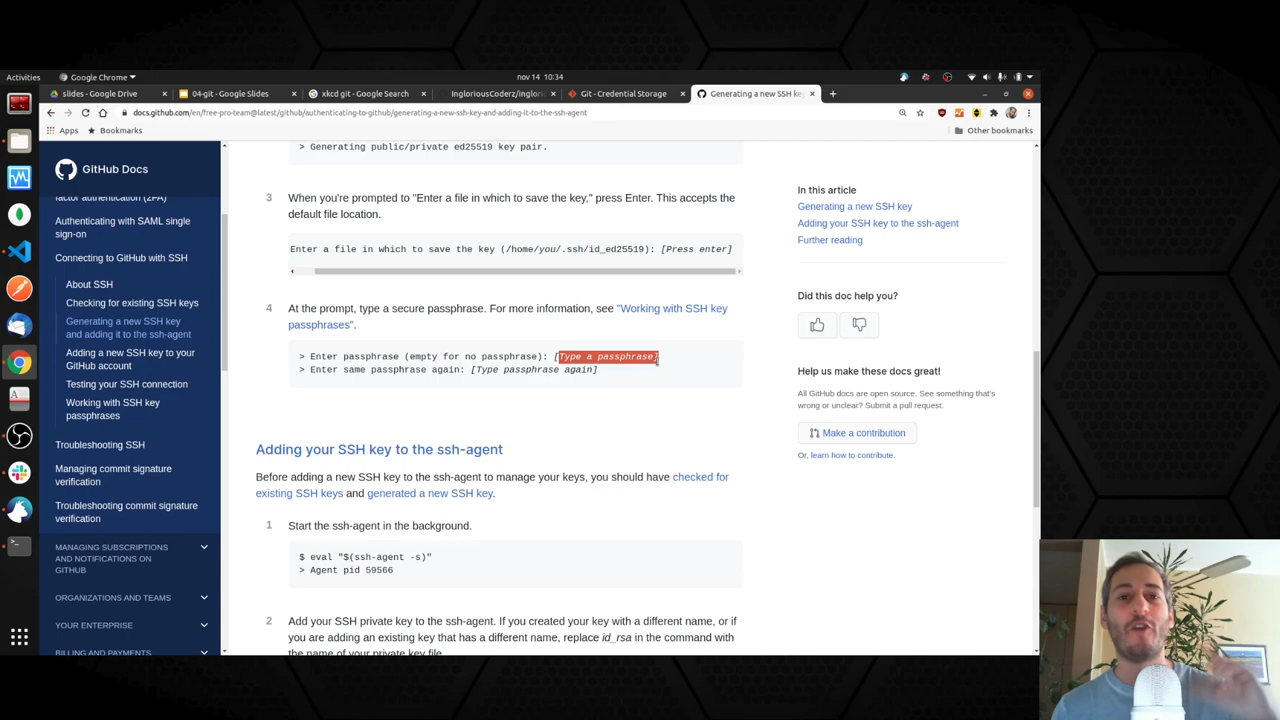 Activities
Google Chrome
nov 14 10:34
slides - Google Drive
04-git - Google Slides
xkcd git - Google Search
IngloriousCoderz/inglori
Git - Credential Storage
Generating a new SSH ke
docs.github.com/en/free-pro-team@latest/github/authenticating-to-github/generating-a-new-ssh-key-and-adding-it-to-the-ssh-agent
Apps
Bookmarks
Other bookmarks
GitHub Docs
factor authentication (2FA)
Authenticating with SAML single
sign-on
Connecting to GitHub with SSH
About SSH
Checking for existing SSH keys
Generating a new SSH key
and adding it to the ssh-agent
Adding a new SSH key to your
GitHub account
Testing your SSH connection
Working with SSH key
passphrases
Troubleshooting SSH
Managing commit signature
verification
Troubleshooting commit signature
verification
MANAGING SUBSCRIPTIONS
AND NOTIFICATIONS ON
GITHUB
ORGANIZATIONS AND TEAMS
YOUR ENTERPRISE
BILLING AND PAYMENTS
> Generating public/private ed25519 key pair.
3 When you're prompted to "Enter a file in which to save the key," press Enter. This accepts the
default file location.
Enter a file in which to save the key (/home/you/.ssh/id_ed25519): [Press enter]
4 At the prompt, type a secure passphrase. For more information, see "Working with SSH key
passphrases".
> Enter passphrase (empty for no passphrase): [Type a passphrase]
> Enter same passphrase again: [Type passphrase again]
Adding your SSH key to the ssh-agent
Before adding a new SSH key to the ssh-agent to manage your keys, you should have checked for
existing SSH keys and generated a new SSH key.
1 Start the ssh-agent in the background.
$ eval "$(ssh-agent -s)"
> Agent pid 59566
2 Add your SSH private key to the ssh-agent. If you created your key with a different name, or if
you are adding an existing key that has a different name, replace id_rsa in the command with
the name of your private key file.
In this article
Generating a new SSH key
Adding your SSH key to the ssh-agent
Further reading
Did this doc help you?
Help us make these docs great!
All GitHub docs are open source. See something that's
wrong or unclear? Submit a pull request.
Make a contribution
Or, learn how to contribute.